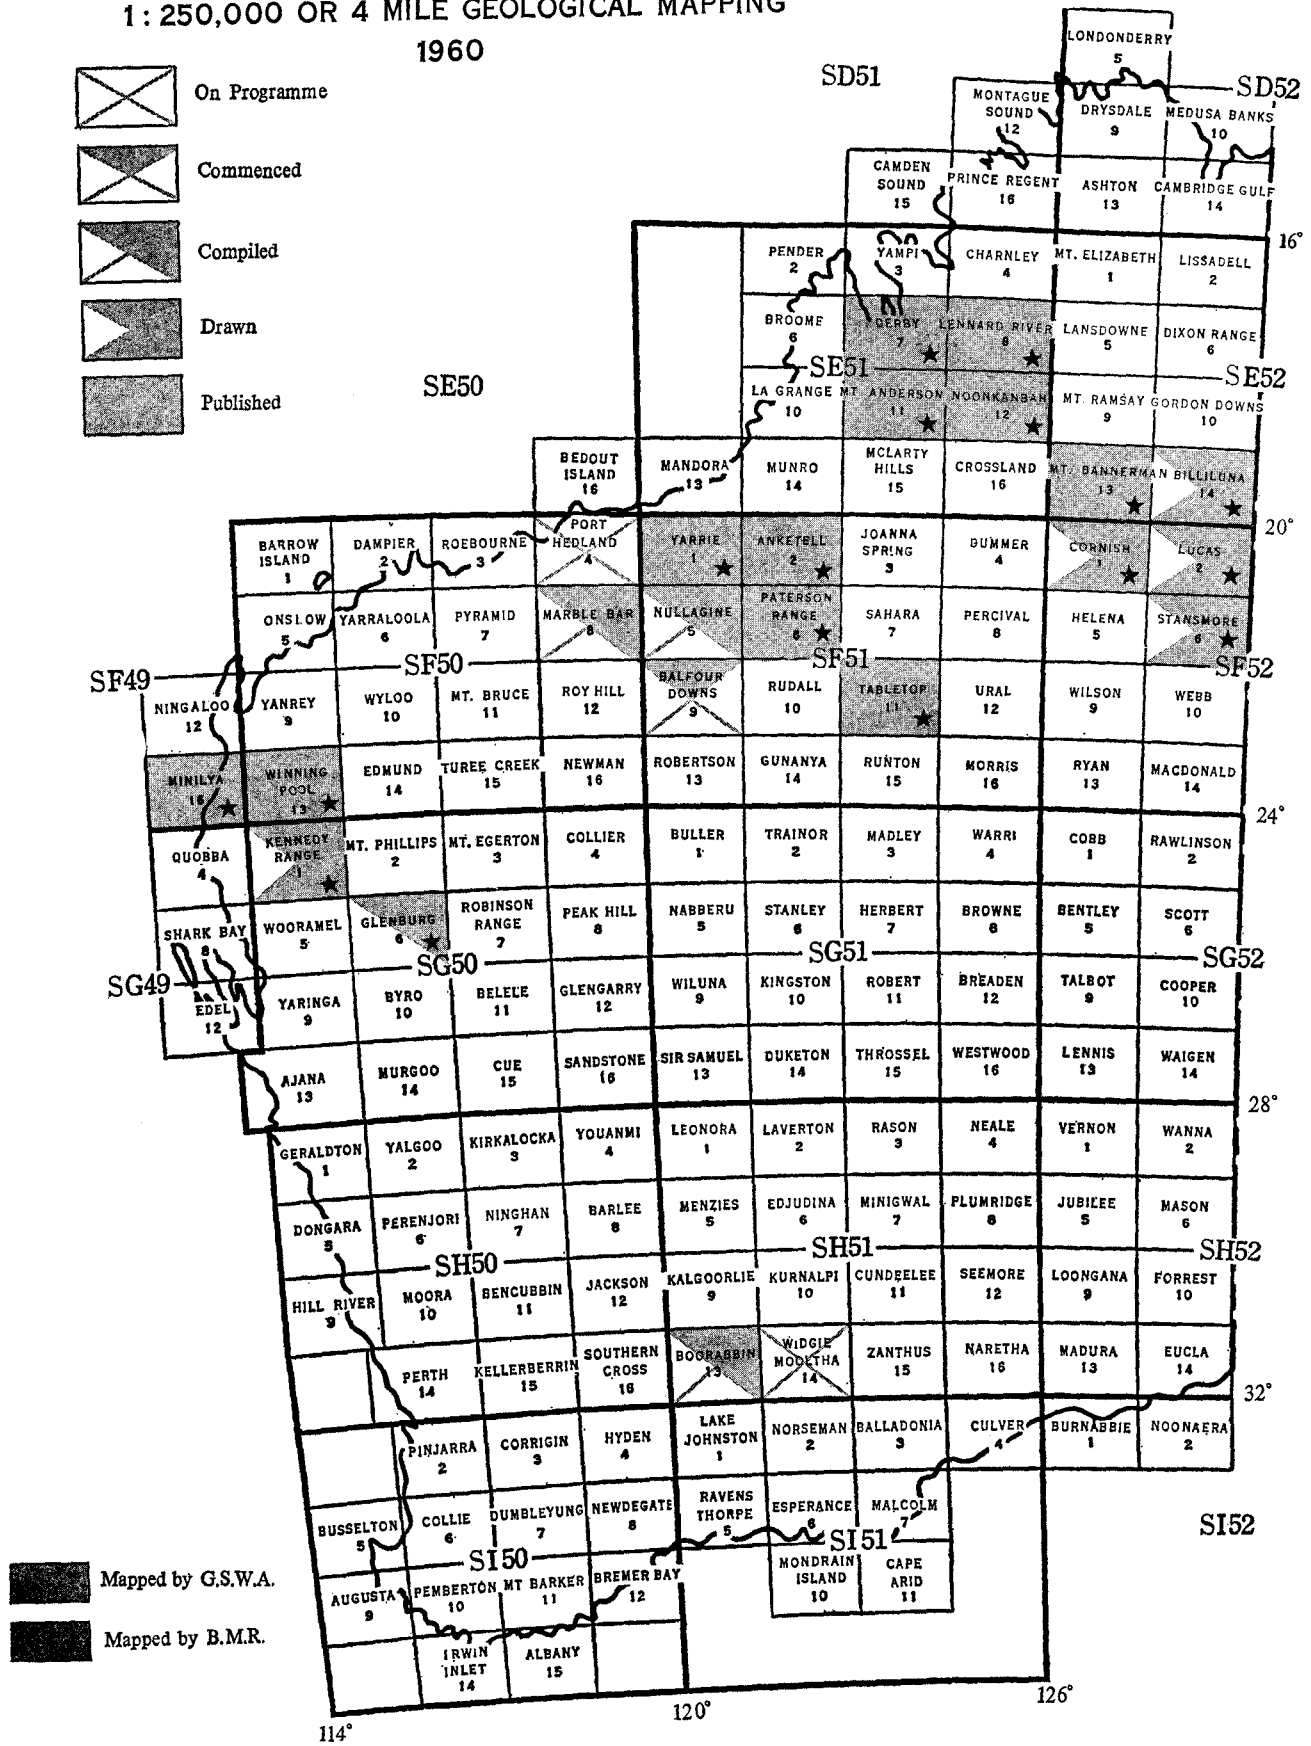 1:250,000 OR 4 MILE GEOLOGICAL MAPPING
1960
On Programme
Commenced
Compiled
Drawn
Published
SD51
LONDONDERRY
5
SD52
MONTAGUE
SOUND
12
DRYSDALE
9
MEDUSA BANKS
10
CAMDEN
SOUND
15
PRINCE REGENT
16
ASHTON
13
CAMBRIDGE GULF
14
16°
PENDER
2
YAMPI
3
CHARNLEY
4
MT. ELIZABETH
1
LISSADELL
2
BROOME
6
DERBY
7
LENNARD RIVER
8
LANSDOWNE
5
DIXON RANGE
6
SE50
SE51
SE52
LA GRANGE
10
MT ANDERSON
11
NOONKANBAH
12
MT. RAMSAY
9
GORDON DOWNS
10
BEDOUT
ISLAND
16
MANDORA
13
MUNRO
14
MCLARTY
HILLS
15
CROSSLAND
16
MT. BANNERMAN
13
BILLILUNA
14
20°
BARROW
ISLAND
1
DAMPIER
2
ROEBOURNE
3
PORT
HEDLAND
4
YARRIE
1
ANKETELL
2
JOANNA
SPRING
3
DUMMER
4
CORNISH
1
LUCAS
2
ONSLOW
5
YARRALOOLA
6
PYRAMID
7
MARBLE BAR
8
NULLAGINE
5
PATERSON
RANGE
6
SAHARA
7
PERCIVAL
8
HELENA
5
STANSMORE
6
SF49
SF50
SF51
SF52
NINGALOO
12
YANREY
9
WYLOO
10
MT. BRUCE
11
ROY HILL
12
BALFOUR
DOWNS
9
RUDALL
10
TABLETOP
11
URAL
12
WILSON
9
WEBB
10
MINILYA
16
WINNING
POOL
13
EDMUND
14
TUREE CREEK
15
NEWMAN
16
ROBERTSON
13
GUNANYA
14
RUNTON
15
MORRIS
16
RYAN
13
MACDONALD
14
24°
QUOBBA
4
KENNEDY
RANGE
1
MT. PHILLIPS
2
MT. EGERTON
3
COLLIER
4
BULLER
1
TRAINOR
2
MADLEY
3
WARRI
4
COBB
1
RAWLINSON
2
SHARK BAY
8
WOORAMEL
5
GLENBURG
6
ROBINSON
RANGE
7
PEAK HILL
8
NABBERU
5
STANLEY
6
HERBERT
7
BROWNE
8
BENTLEY
5
SCOTT
6
SG49
SG50
SG51
SG52
EDEL
12
YARINGA
9
BYRO
10
BELELE
11
GLENGARRY
12
WILUNA
9
KINGSTON
10
ROBERT
11
BREADEN
12
TALBOT
9
COOPER
10
AJANA
13
MURGOO
14
CUE
15
SANDSTONE
16
SIR SAMUEL
13
DUKETON
14
THROSSEL
15
WESTWOOD
16
LENNIS
13
WAIGEN
14
28°
GERALDTON
1
YALGOO
2
KIRKALOCKA
3
YOUANMI
4
LEONORA
1
LAVERTON
2
RASON
3
NEALE
4
VERNON
1
WANNA
2
DONGARA
5
PERENJORI
6
NINGHAN
7
BARLEE
8
MENZIES
5
EDJUDINA
6
MINIGWAL
7
PLUMRIDGE
8
JUBILEE
5
MASON
6
SH50
SH51
SH52
HILL RIVER
9
MOORA
10
BENCUBBIN
11
JACKSON
12
KALGOORLIE
9
KURNALPI
10
CUNDEELEE
11
SEEMORE
12
LOONGANA
9
FORREST
10
PERTH
14
KELLERBERRIN
15
SOUTHERN
CROSS
16
BOORABBIN
13
WIDGIE
MOOLTHA
14
ZANTHUS
15
NARETHA
16
MADURA
13
EUCLA
14
32°
PINJARRA
2
CORRIGIN
3
HYDEN
4
LAKE
JOHNSTON
1
NORSEMAN
2
BALLADONIA
3
CULVER
4
BURNABBIE
1
NOONAERA
2
BUSSELTON
5
COLLIE
6
DUMBLEYUNG
7
NEWDEGATE
8
RAVENS
THORPE
5
ESPERANCE
6
MALCOLM
7
SI50
SI51
SI52
AUGUSTA
9
PEMBERTON
10
MT BARKER
11
BREMER BAY
12
MONDRAIN
ISLAND
10
CAPE
ARID
11
IRWIN
INLET
14
ALBANY
15
Mapped by G.S.W.A.
Mapped by B.M.R.
114°
120°
126°